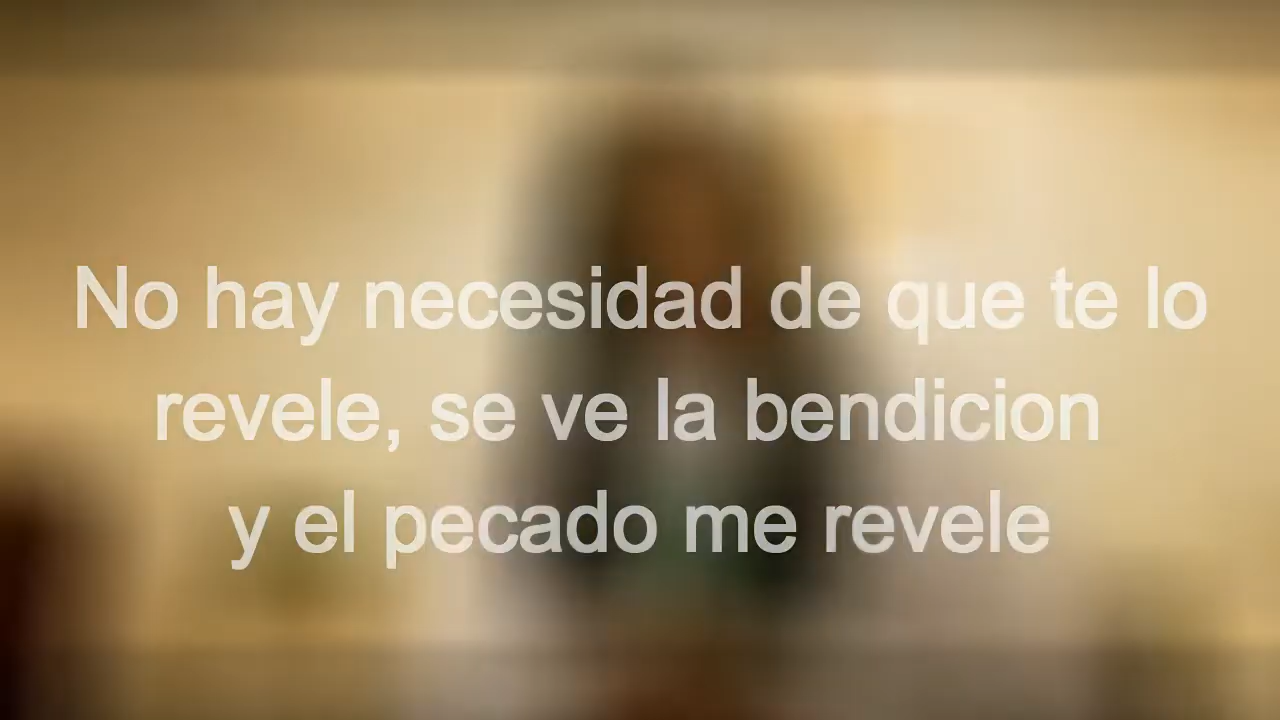 No hay necesidad de que te lo
revele, se ve la bendicion
y el pecado me revele